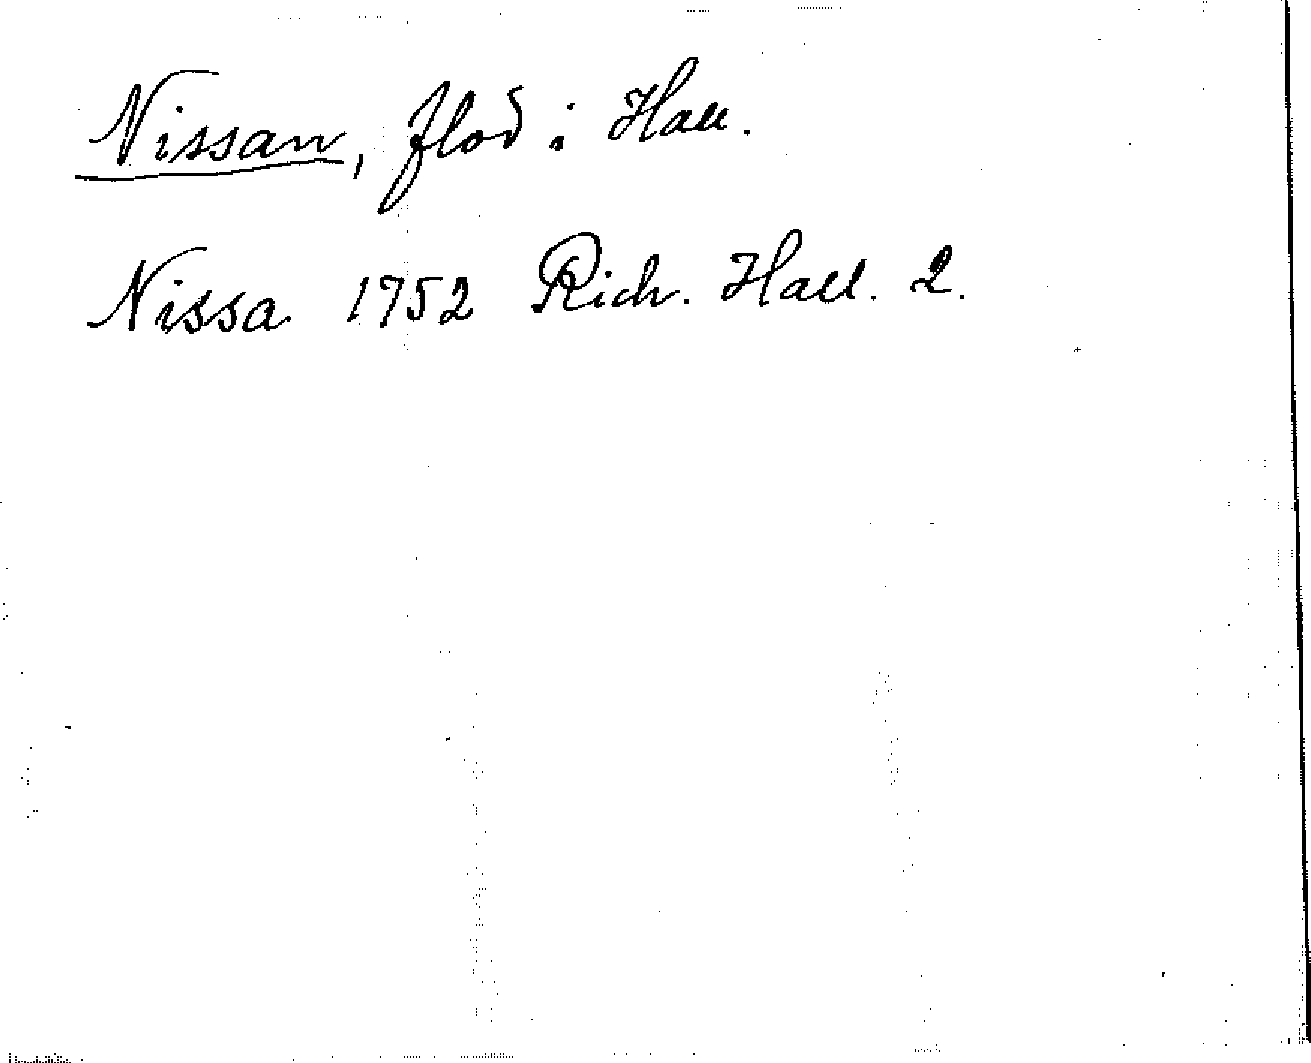 Nissan, flod i Hall.
Nissa 1752 Rich. Hall. 2.